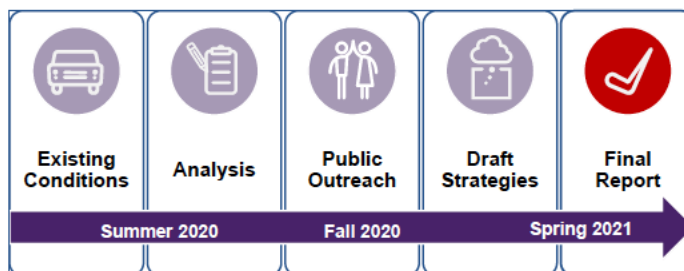 Existing
Conditions
Analysis
Public
Outreach
Draft
Strategies
Final
Report
Summer 2020
Fall 2020
Spring 2021